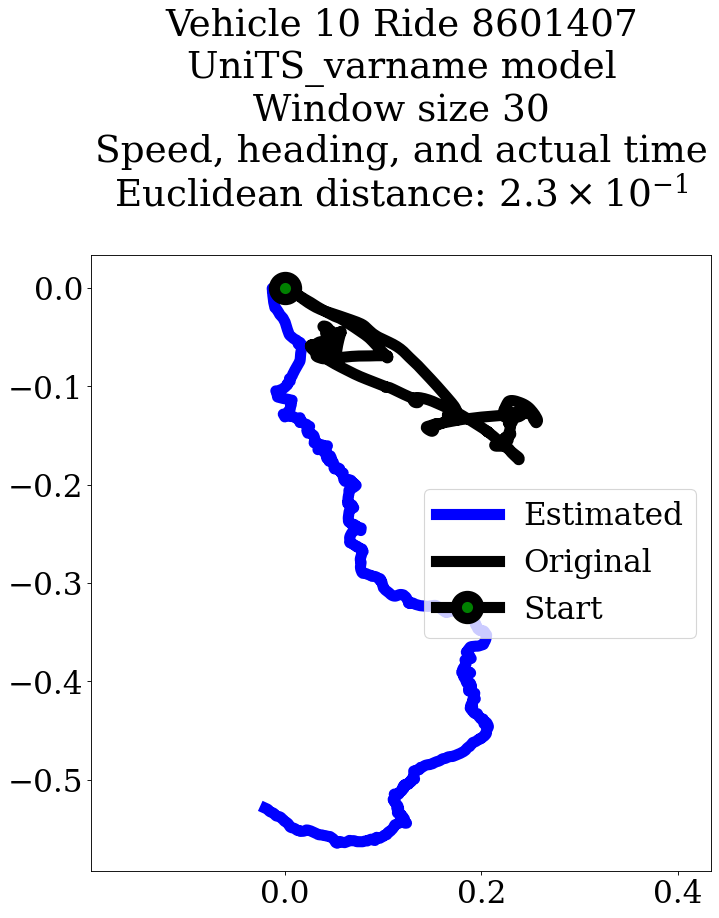 Vehicle 10 Ride 8601407
UniTS_varname model
Window size 30
Speed, heading, and actual time
Euclidean distance: 2.3 × 10⁻¹
0.0
−0.1
−0.2
−0.3
−0.4
−0.5
Estimated
Original
Start
0.0 0.2 0.4